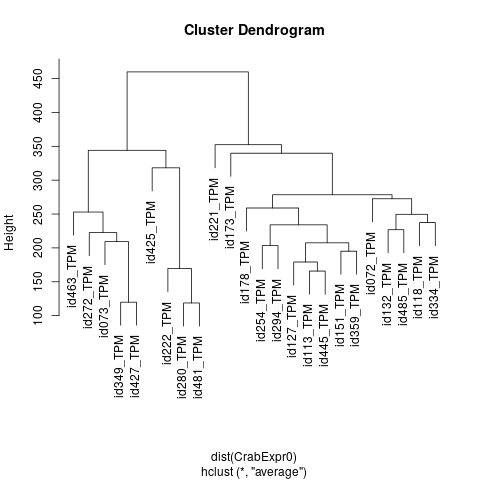 Cluster Dendrogram
Height
450
400
350
300
250
200
150
100
id463_TPM
id272_TPM
id073_TPM
id349_TPM
id427_TPM
id425_TPM
id222_TPM
id280_TPM
id481_TPM
id221_TPM
id173_TPM
id178_TPM
id254_TPM
id294_TPM
id127_TPM
id113_TPM
id445_TPM
id151_TPM
id359_TPM
id072_TPM
id132_TPM
id485_TPM
id118_TPM
id334_TPM
dist(CrabExpr0)
hclust (*, "average")